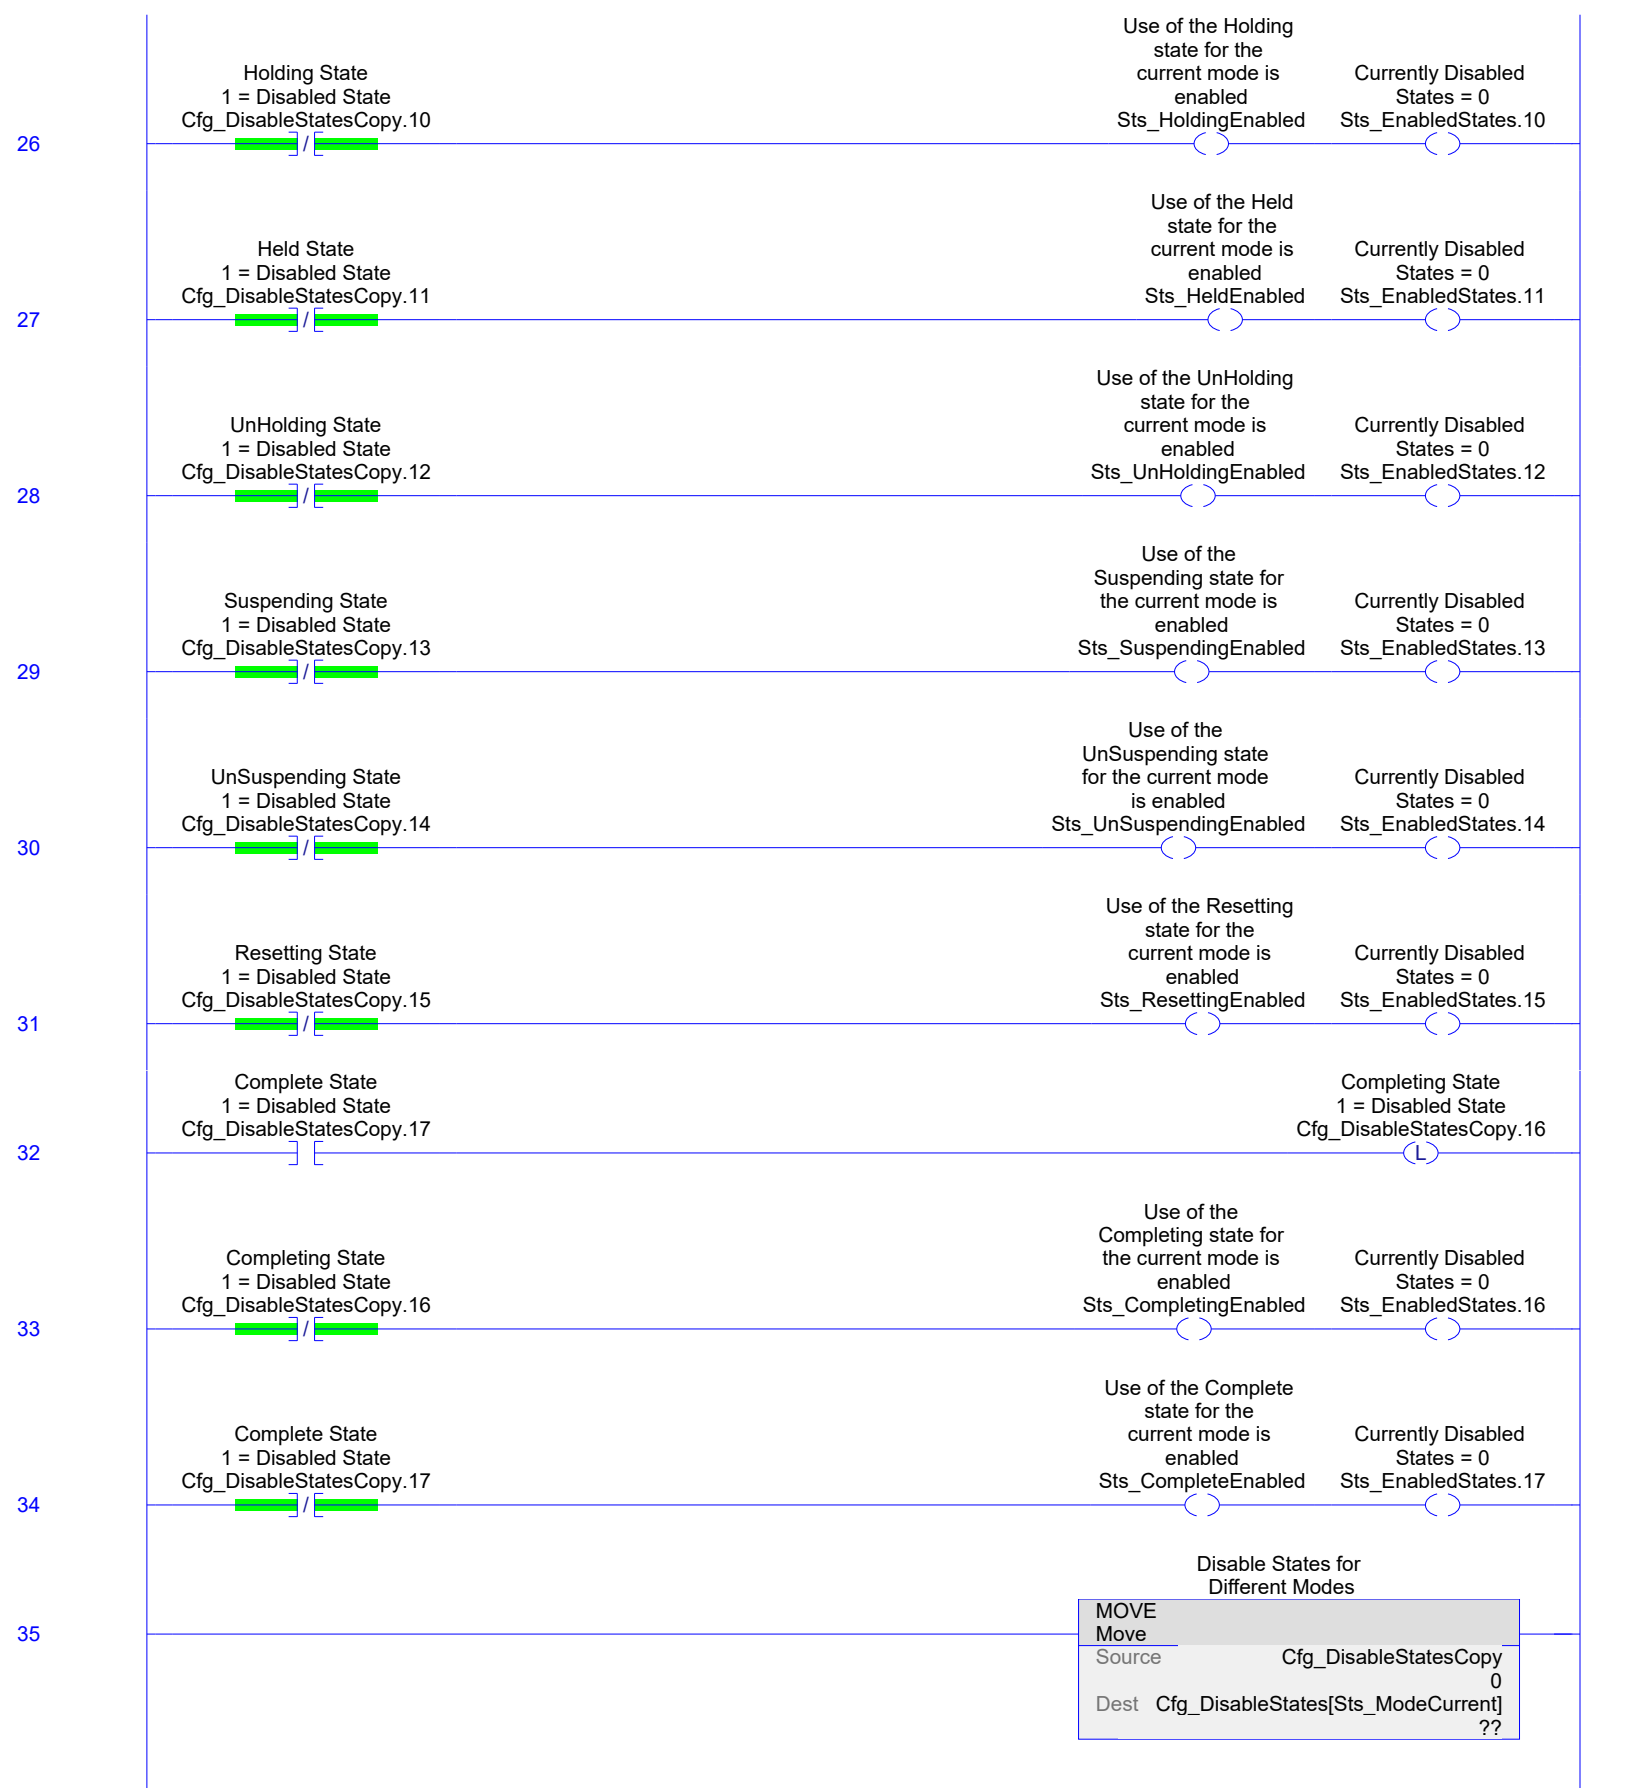 Holding State
1 = Disabled State
Cfg_DisableStatesCopy.10
Use of the Holding
state for the
current mode is
enabled
Sts_HoldingEnabled
Currently Disabled
States = 0
Sts_EnabledStates.10
26
/
Held State
1 = Disabled State
Cfg_DisableStatesCopy.11
Use of the Held
state for the
current mode is
enabled
Sts_HeldEnabled
Currently Disabled
States = 0
Sts_EnabledStates.11
27
/
UnHolding State
1 = Disabled State
Cfg_DisableStatesCopy.12
Use of the UnHolding
state for the
current mode is
enabled
Sts_UnHoldingEnabled
Currently Disabled
States = 0
Sts_EnabledStates.12
28
/
Suspending State
1 = Disabled State
Cfg_DisableStatesCopy.13
Use of the
Suspending state for
the current mode is
enabled
Sts_SuspendingEnabled
Currently Disabled
States = 0
Sts_EnabledStates.13
29
/
UnSuspending State
1 = Disabled State
Cfg_DisableStatesCopy.14
Use of the
UnSuspending state
for the current mode
is enabled
Sts_UnSuspendingEnabled
Currently Disabled
States = 0
Sts_EnabledStates.14
30
/
Resetting State
1 = Disabled State
Cfg_DisableStatesCopy.15
Use of the Resetting
state for the
current mode is
enabled
Sts_ResettingEnabled
Currently Disabled
States = 0
Sts_EnabledStates.15
31
/
Complete State
1 = Disabled State
Cfg_DisableStatesCopy.17
Completing State
1 = Disabled State
Cfg_DisableStatesCopy.16
32
L
Completing State
1 = Disabled State
Cfg_DisableStatesCopy.16
Use of the
Completing state for
the current mode is
enabled
Sts_CompletingEnabled
Currently Disabled
States = 0
Sts_EnabledStates.16
33
/
Complete State
1 = Disabled State
Cfg_DisableStatesCopy.17
Use of the Complete
state for the
current mode is
enabled
Sts_CompleteEnabled
Currently Disabled
States = 0
Sts_EnabledStates.17
34
/
Disable States for
Different Modes
35
MOVE
Move
Source Cfg_DisableStatesCopy
0
Dest Cfg_DisableStates[Sts_ModeCurrent]
??